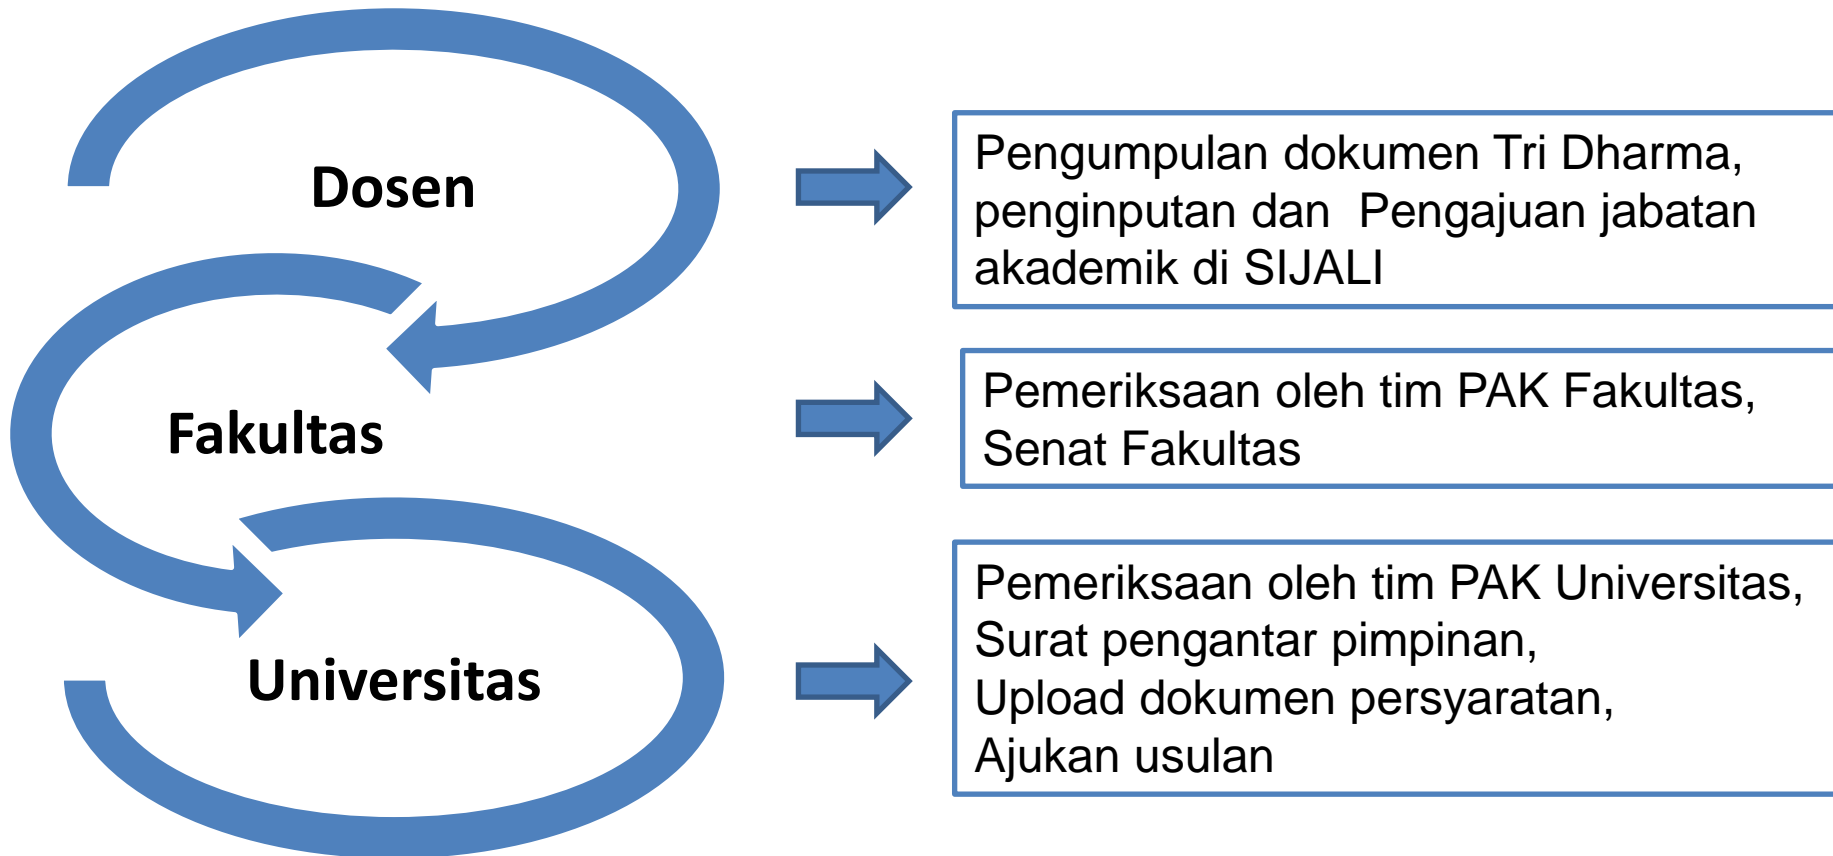 Dosen
Pengumpulan dokumen Tri Dharma,
penginputan dan  Pengajuan jabatan
akademik di SIJALI
Fakultas
Pemeriksaan oleh tim PAK Fakultas,
Senat Fakultas
Universitas
Pemeriksaan oleh tim PAK Universitas,
Surat pengantar pimpinan,
Upload dokumen persyaratan,
Ajukan usulan